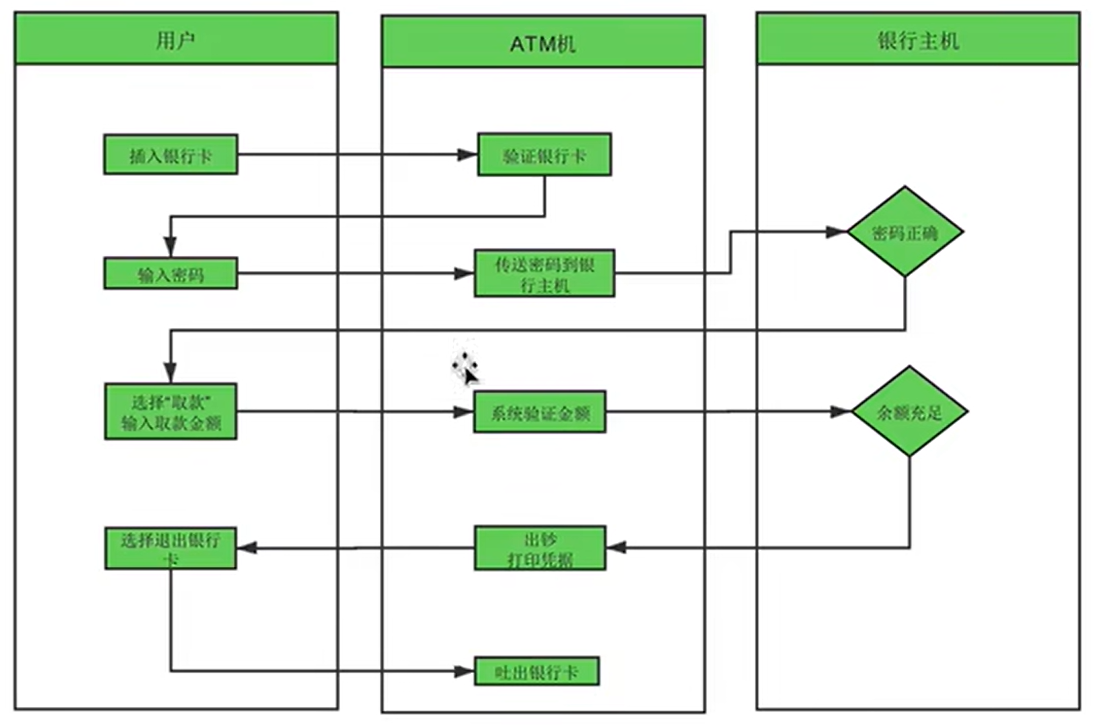 用户
ATM机
银行主机
插入银行卡
验证银行卡
密码正确
输入密码
传送密码到银
行主机
选择“取款”
输入取款金额
系统验证金额
余额充足
选择退出银行
卡
出钞
打印凭据
吐出银行卡